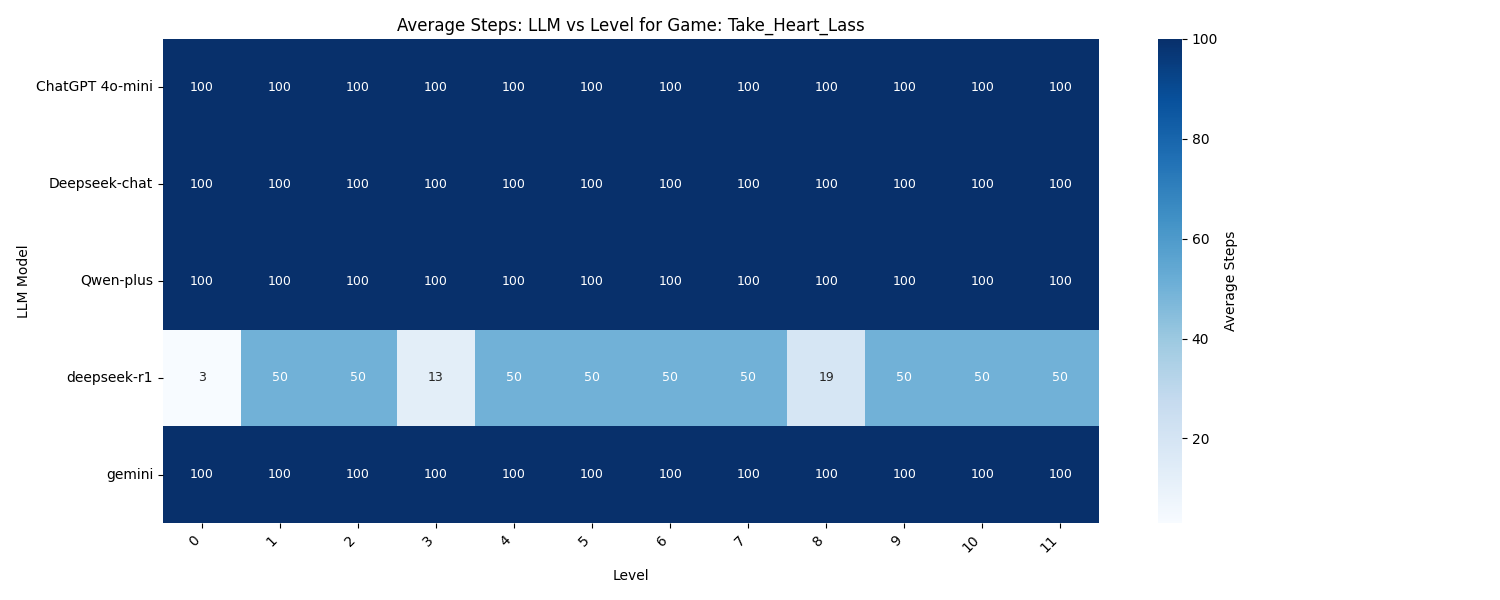 Average Steps: LLM vs Level for Game: Take_Heart_Lass
LLM Model
ChatGPT 4o-mini 100 100 100 100 100 100 100 100 100 100 100 100
Deepseek-chat 100 100 100 100 100 100 100 100 100 100 100 100
Qwen-plus 100 100 100 100 100 100 100 100 100 100 100 100
deepseek-r1 3 50 50 13 50 50 50 50 19 50 50 50
gemini 100 100 100 100 100 100 100 100 100 100 100 100
0 1 2 3 4 5 6 7 8 9 10 11
Level
100
80
60
40
20
Average Steps